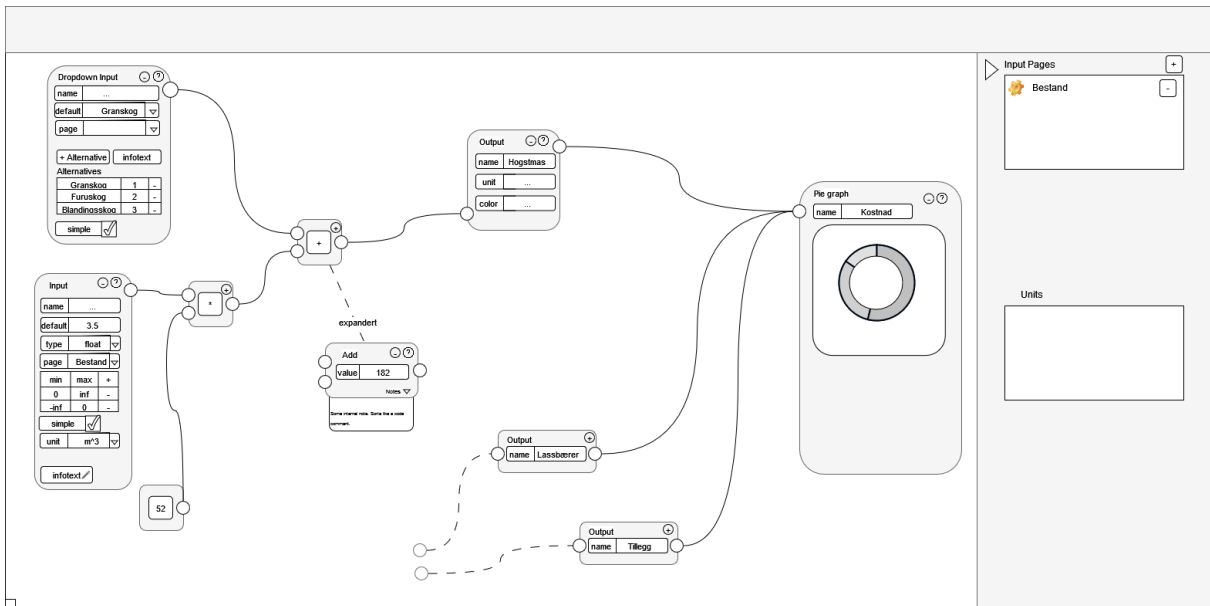 Dropdown Input - ?
name ...
default Granskog
page
+ Alternative infotext
Alternatives
Granskog 1 -
Furuskog 2 -
Blandingsskog 3 -
simple
Input - ?
name ...
default 3.5
type float
page Bestand
min max +
0 inf -
-inf 0 -
simple
unit m^3
infotext
52
* +
+ +
expandert
Add - ?
value 182
Notes
Some internal note. Sorta like a code
comment.
Output - ?
name Hogstmas
unit ...
color ...
Output +
name Lassbærer
Output +
name Tillegg
Pie graph - ?
name Kostnad
Input Pages +
Bestand -
Units